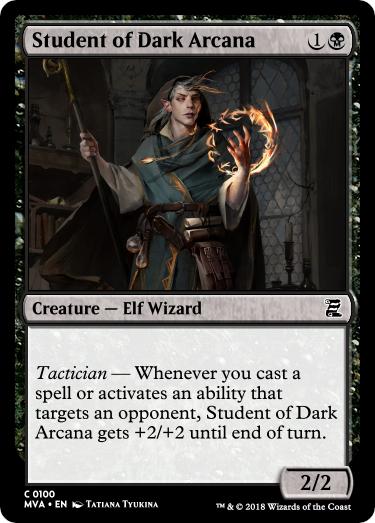 Student of Dark Arcana 1
Creature — Elf Wizard
Tactician — Whenever you cast a
spell or activates an ability that
targets an opponent, Student of Dark
Arcana gets +2/+2 until end of turn.
2/2
C 0100
MVA • EN Tatiana Tyukina
™ & © 2018 Wizards of the Coast